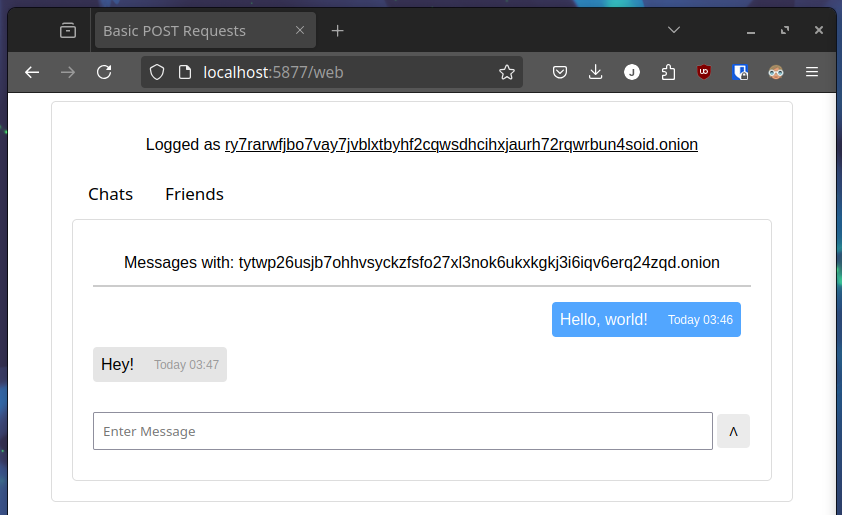 Basic POST Requests
localhost:5877/web
Logged as ry7rarwfjbo7vay7jvblxtbyhf2cqwsdhcihxjaurh72rqwrbun4soid.onion
Chats Friends
Messages with: tytwp26usjb7ohhvsyckzfsfo27xl3nok6ukxkgkj3i6iqv6erq24zqd.onion
Hello, world! Today 03:46
Hey! Today 03:47
Enter Message
Λ